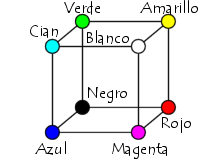 Verde
Amarillo
Cian
Blanco
Negro
Rojo
Azul
Magenta